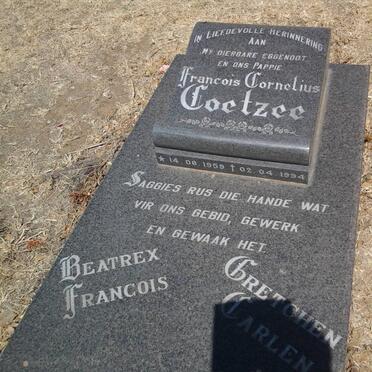 IN LIEFDEVOLLE HERINNERING
AAN
MY DIERBARE EGGENOOT
EN ONS PAPPIE
Francois Cornelius
Coetzee
* 14.08.1959 † 02.04.1994
SAGGIES RUS DIE HANDE WAT
VIR ONS GEBID, GEWERK
EN GEWAAK HET.
BEATREX
FRANCOIS
GRETCHEN
CARLEN